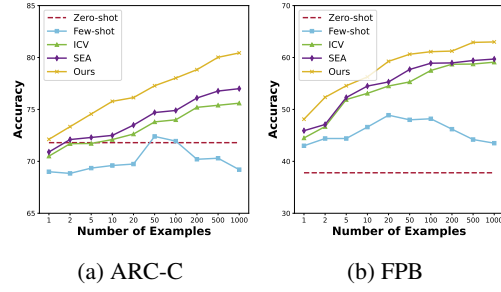 85
80
75
70
65
Accuracy
Zero-shot
Few-shot
ICV
SEA
Ours
1 2 5 10 20 50 100 200 500 1000
Number of Examples
(a) ARC-C
70
60
50
40
30
Accuracy
Zero-shot
Few-shot
ICV
SEA
Ours
1 2 5 10 20 50 100 200 500 1000
Number of Examples
(b) FPB